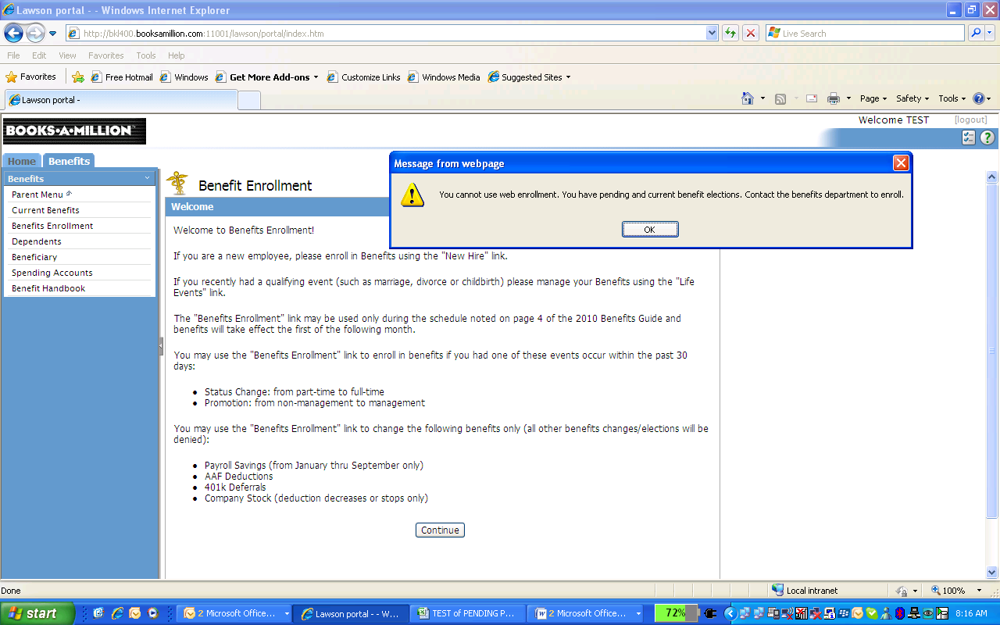 Lawson portal - - Windows Internet Explorer
http://bkl400.booksamillion.com:11001/lawson/portal/index.htm
Live Search
File Edit View Favorites Tools Help
Favorites Free Hotmail Windows Get More Add-ons Customize Links Windows Media Suggested Sites
Lawson portal -
Page Safety Tools
BOOKS•A•MILLION
Welcome TEST [logout]
Home Benefits
Benefits
Parent Menu
Current Benefits
Benefits Enrollment
Dependents
Beneficiary
Spending Accounts
Benefit Handbook
Benefit Enrollment
Welcome
Message from webpage
You cannot use web enrollment. You have pending and current benefit elections. Contact the benefits department to enroll.
OK
Welcome to Benefits Enrollment!
If you are a new employee, please enroll in Benefits using the "New Hire" link.
If you recently had a qualifying event (such as marriage, divorce or childbirth) please manage your Benefits using the "Life
Events" link.
The "Benefits Enrollment" link may be used only during the schedule noted on page 4 of the 2010 Benefits Guide and
benefits will take effect the first of the following month.
You may use the "Benefits Enrollment" link to enroll in benefits if you had one of these events occur within the past 30
days:
• Status Change: from part-time to full-time
• Promotion: from non-management to management
You may use the "Benefits Enrollment" link to change the following benefits only (all other benefits changes/elections will be
denied):
• Payroll Savings (from January thru September only)
• AAF Deductions
• 401k Deferrals
• Company Stock (deduction decreases or stops only)
Continue
Done
Local intranet
100%
start
2 Microsoft Office...
Lawson portal - - W...
TEST of PENDING P...
2 Microsoft Office...
72%
8:16 AM